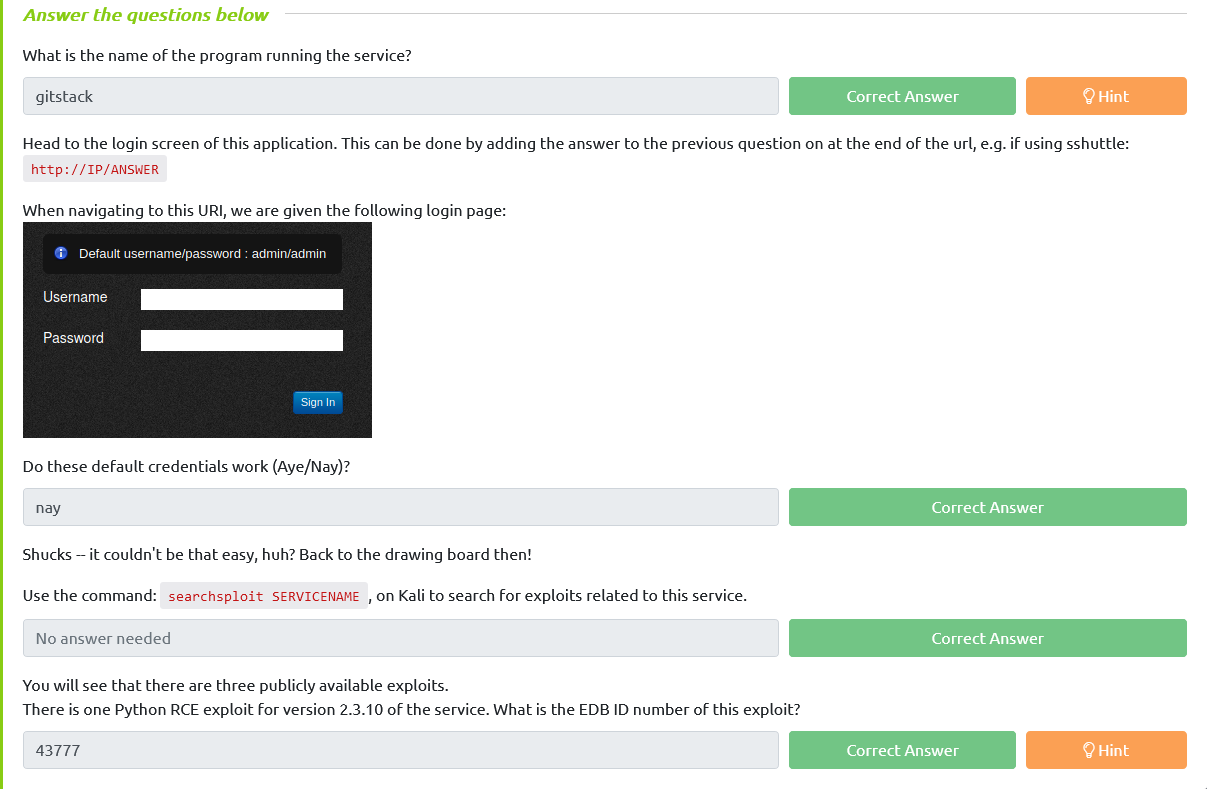 Answer the questions below
What is the name of the program running the service?
gitstack
Correct Answer
Hint
Head to the login screen of this application. This can be done by adding the answer to the previous question on at the end of the url, e.g. if using sshuttle:
http://IP/ANSWER
When navigating to this URI, we are given the following login page:
Default username/password : admin/admin
Username
Password
Sign In
Do these default credentials work (Aye/Nay)?
nay
Correct Answer
Shucks -- it couldn't be that easy, huh? Back to the drawing board then!
Use the command: searchsploit SERVICENAME, on Kali to search for exploits related to this service.
No answer needed
Correct Answer
You will see that there are three publicly available exploits.
There is one Python RCE exploit for version 2.3.10 of the service. What is the EDB ID number of this exploit?
43777
Correct Answer
Hint